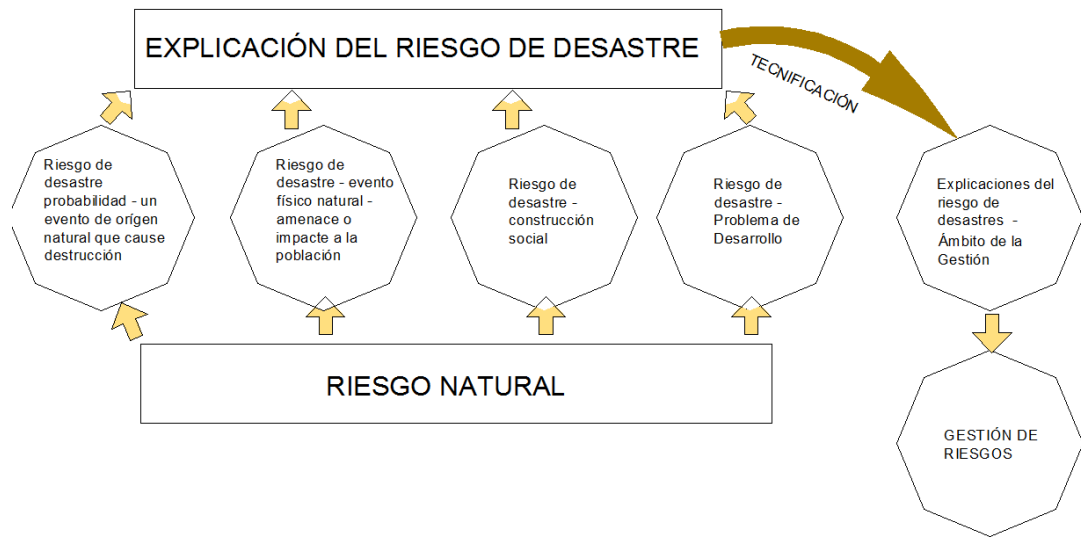 EXPLICACIÓN DEL RIESGO DE DESASTRE
TECNIFICACIÓN
Riesgo de
desastre
probabilidad - un
evento de orígen
natural que cause
destrucción
Riesgo de
desastre - evento
físico natural -
amenace o
impacte a la
población
Riesgo de
desastre -
construcción
social
Riesgo de
desastre -
Problema de
Desarrollo
Explicaciones del
riesgo de
desastres -
Ámbito de la
Gestión
RIESGO NATURAL
GESTIÓN DE
RIESGOS